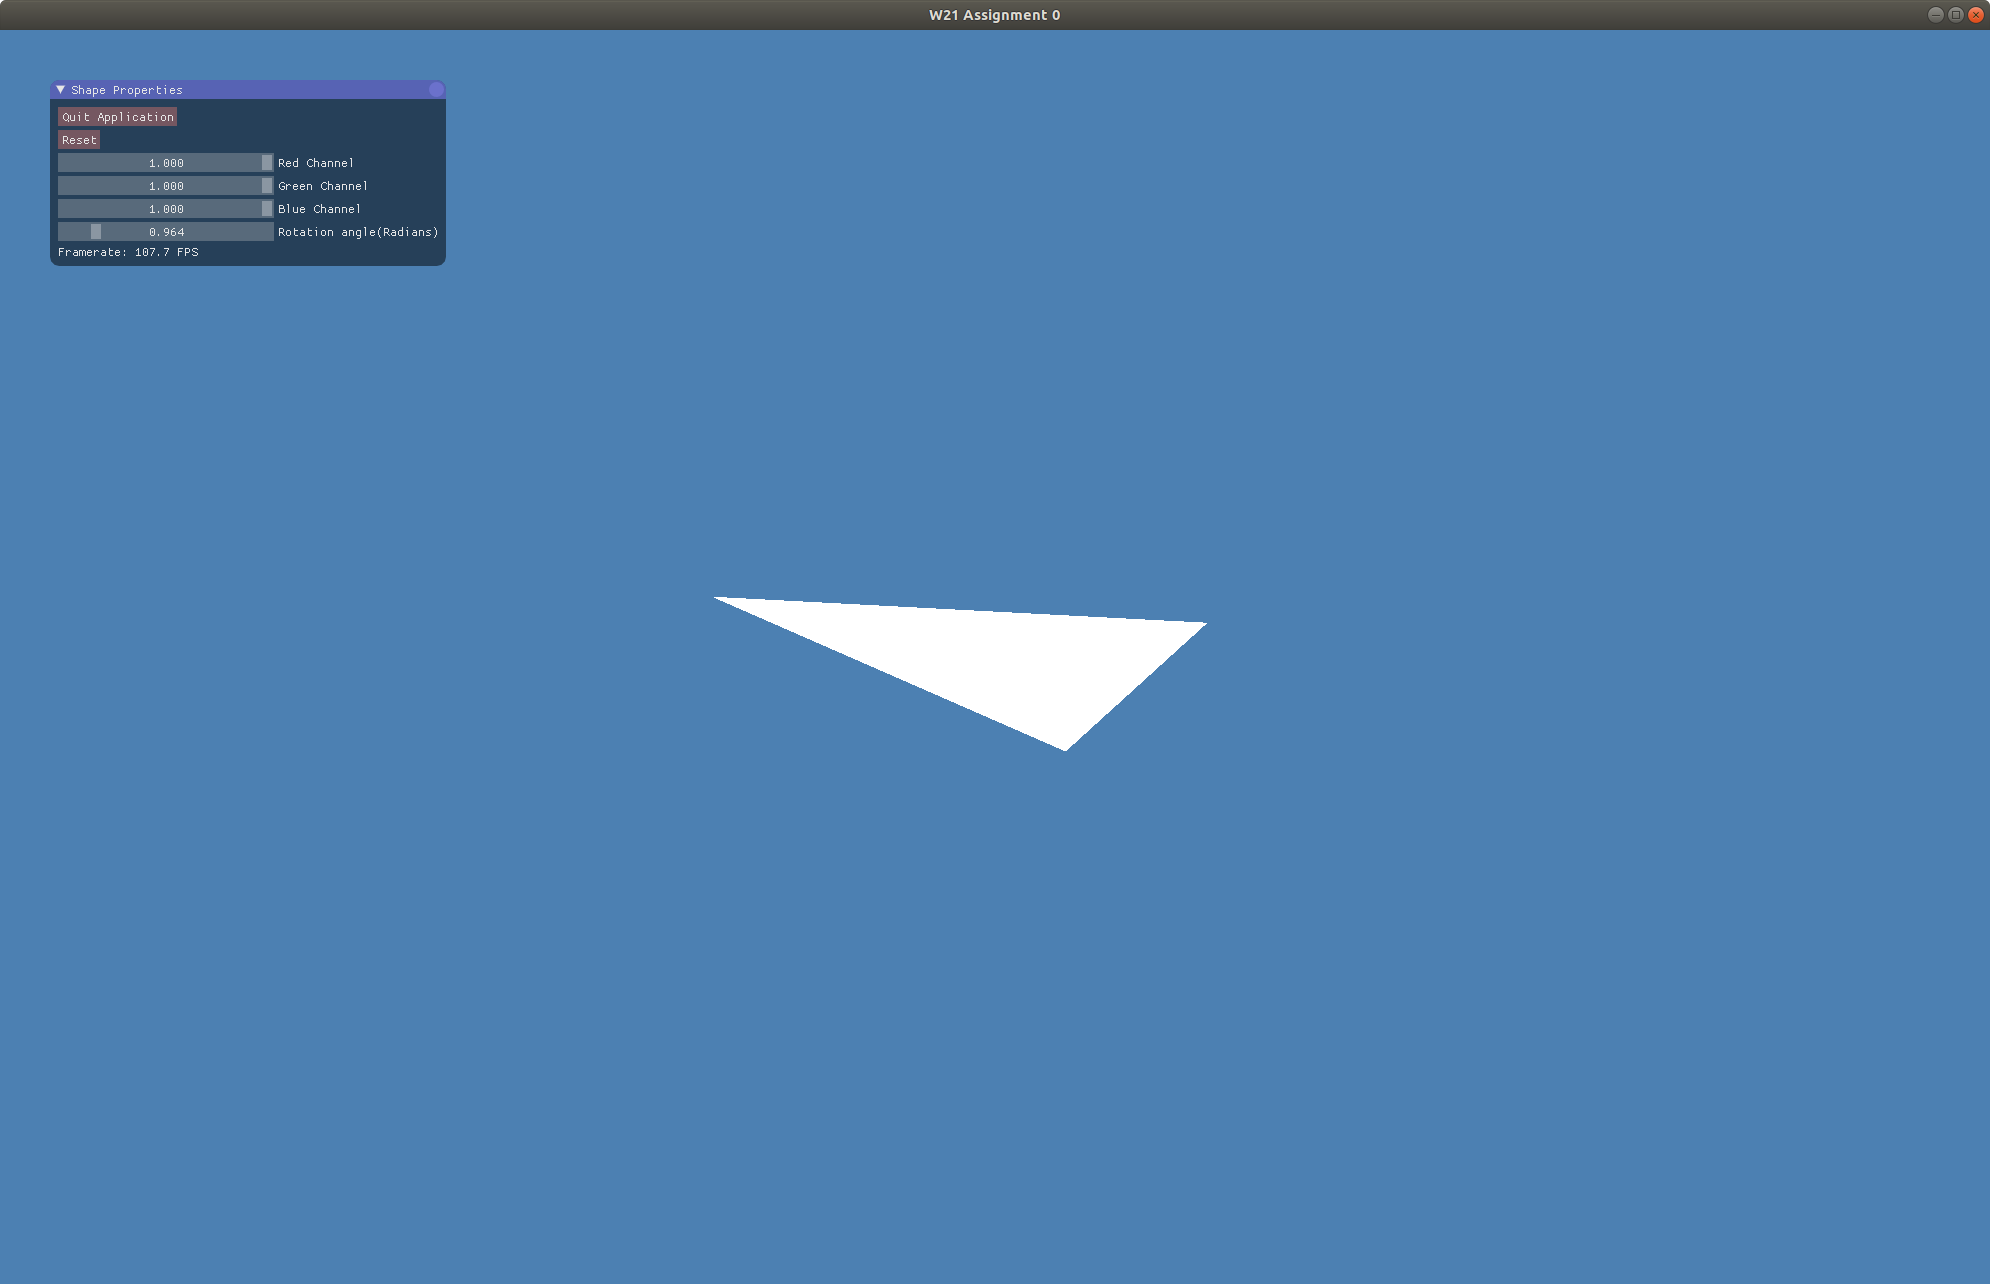 W21 Assignment 0
Shape Properties
Quit Application
Reset
1.000 Red Channel
1.000 Green Channel
1.000 Blue Channel
0.964 Rotation angle(Radians)
Framerate: 107.7 FPS